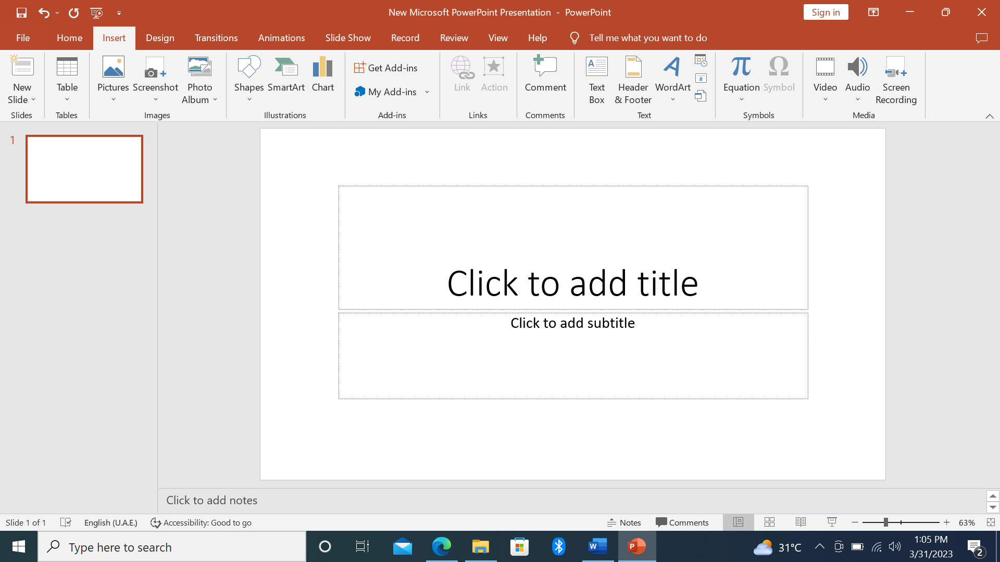 New Microsoft PowerPoint Presentation - PowerPoint
Sign in
File Home Insert Design Transitions Animations Slide Show Record Review View Help Tell me what you want to do
New Slide
Table
Pictures
Screenshot
Photo Album
Shapes
SmartArt
Chart
Get Add-ins
My Add-ins
Link
Action
Comment
Text Box
Header & Footer
WordArt
Equation
Symbol
Video
Audio
Screen Recording
Slides Tables Images Illustrations Add-ins Links Comments Text Symbols Media
1
Click to add title
Click to add subtitle
Click to add notes
Slide 1 of 1 English (U.A.E.) Accessibility: Good to go Notes Comments 63%
Type here to search
31°C
1:05 PM
3/31/2023
2